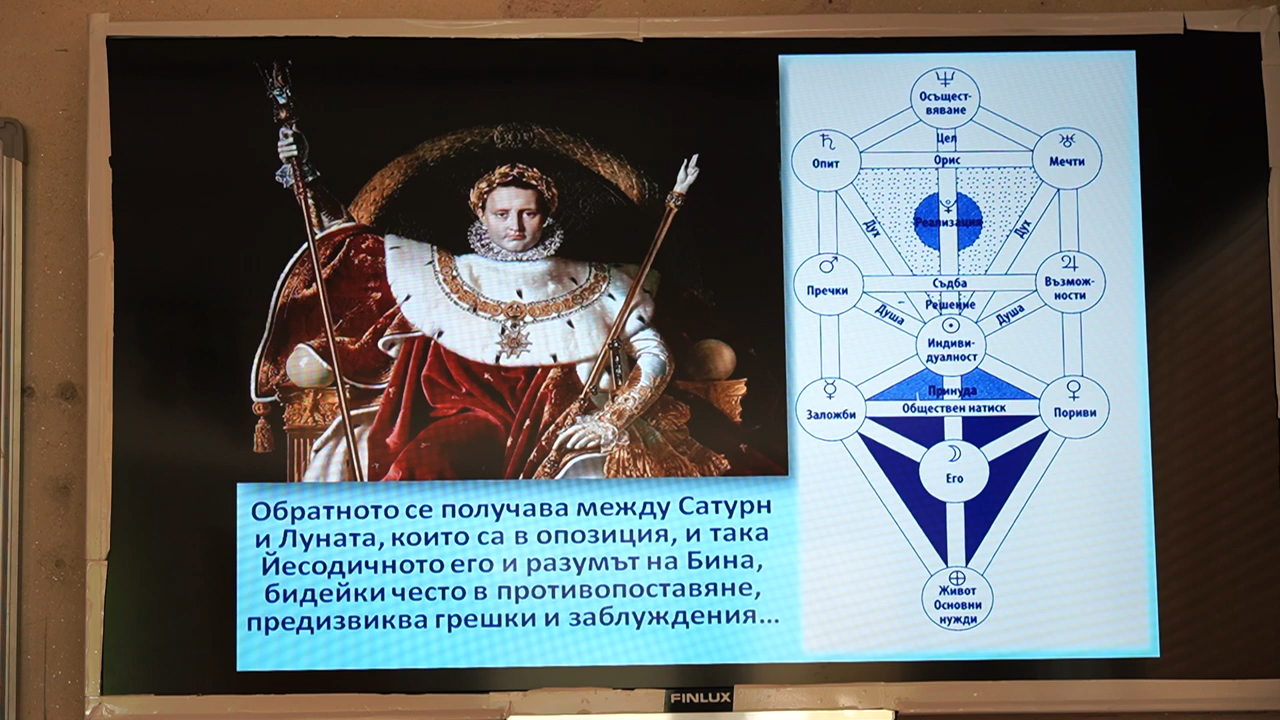 Обратното се получава между Сатурн
и Луната, които са в опозиция, и така
Йесодичното его и разумът на Бина,
бидейки често в противопоставяне,
предизвиква грешки и заблуждения...
Осъщест-
вяване
Цел
Опит
Орис
Мечти
Дух
Реализация
Дух
Пречки
Съдба
Възмож-
ности
Решение
Душа
Душа
Индиви-
дуалност
Принуда
Заложби
Обществен натиск
Пориви
Его
Живот
Основни
нужди
FINLUX